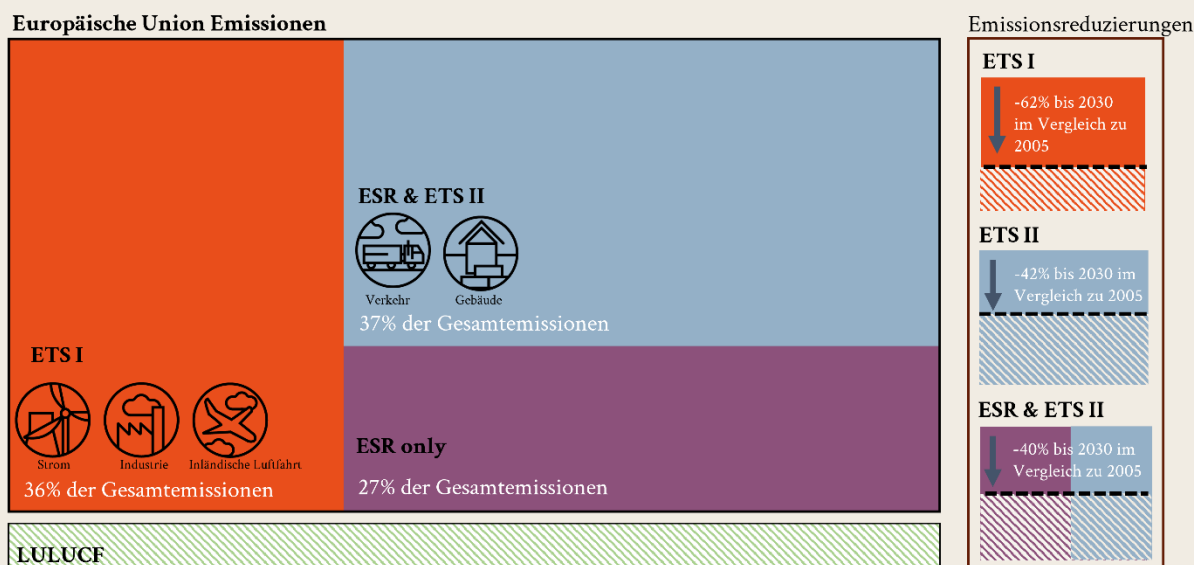 Europäische Union Emissionen
ESR & ETS II
Verkehr
Gebäude
37% der Gesamtemissionen
ETS I
Strom
Industrie
Inländische Luftfahrt
36% der Gesamtemissionen
ESR only
27% der Gesamtemissionen
LULUCF
Emissionsreduzierungen
ETS I
-62% bis 2030
im Vergleich zu
2005
ETS II
-42% bis 2030 im
Vergleich zu 2005
ESR & ETS II
-40% bis 2030 im
Vergleich zu 2005